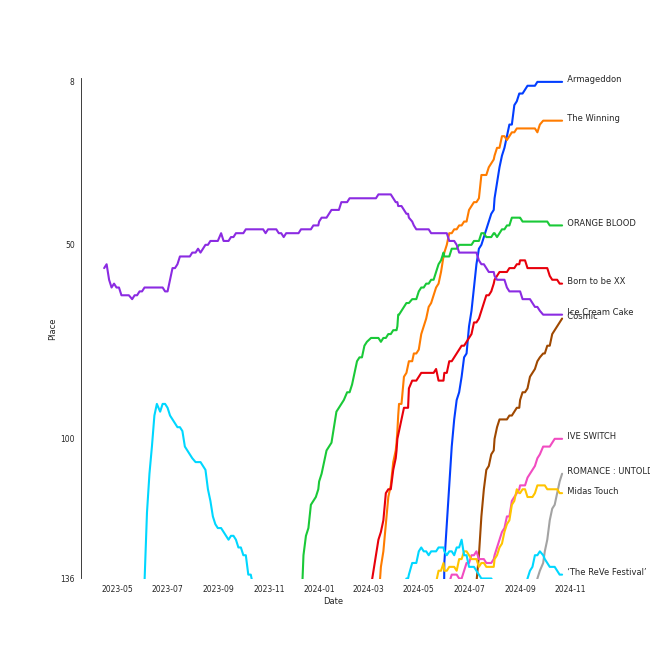 8
50
100
136
Place
2023-05
2023-07
2023-09
2023-11
2024-01
2024-03
2024-05
2024-07
2024-09
2024-11
Date
Armageddon
The Winning
ORANGE BLOOD
Born to be XX
Ice Cream Cake
Cosmic
IVE SWITCH
ROMANCE : UNTOLD
Midas Touch
'The ReVe Festival'